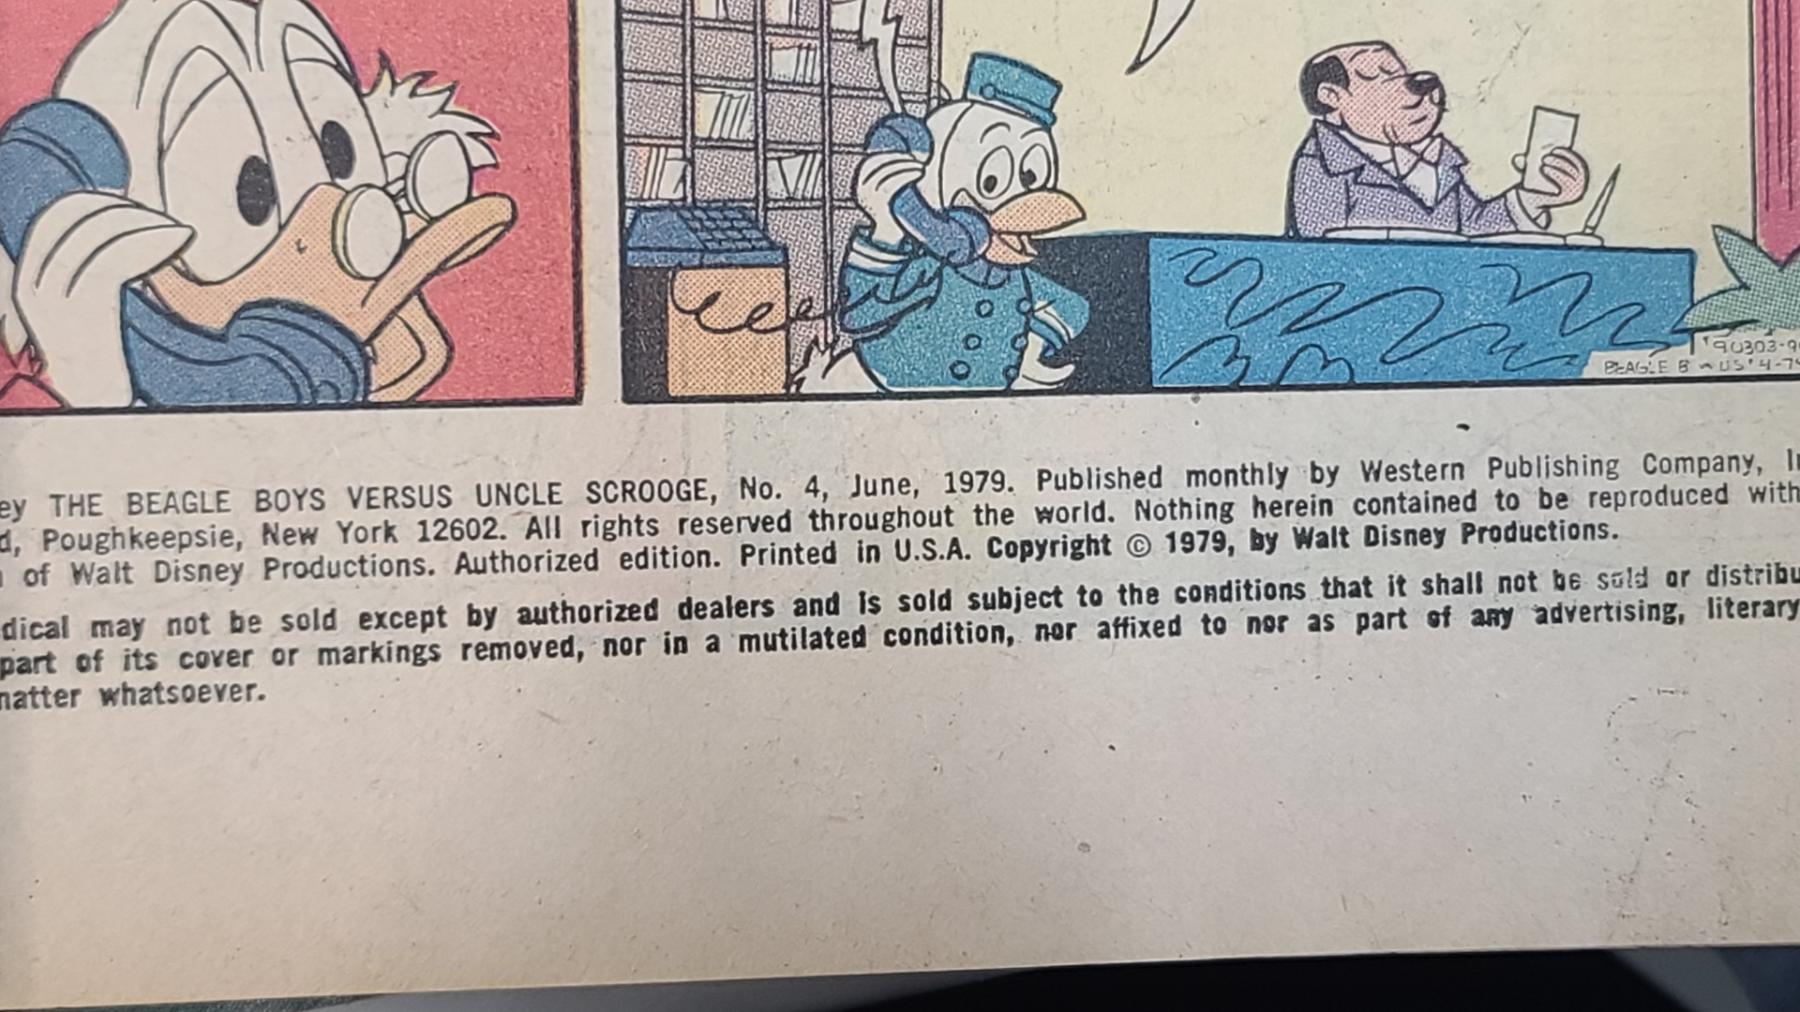 90303-9
BEAGLE B US 4-79
ey THE BEAGLE BOYS VERSUS UNCLE SCROOGE, No. 4, June, 1979. Published monthly by Western Publishing Company, In
d, Poughkeepsie, New York 12602. All rights reserved throughout the world. Nothing herein contained to be reproduced with
n of Walt Disney Productions. Authorized edition. Printed in U.S.A. Copyright © 1979, by Walt Disney Productions.
dical may not be sold except by authorized dealers and is sold subject to the conditions that it shall not be sold or distribu
part of its cover or markings removed, nor in a mutilated condition, nor affixed to nor as part of any advertising, literary
matter whatsoever.